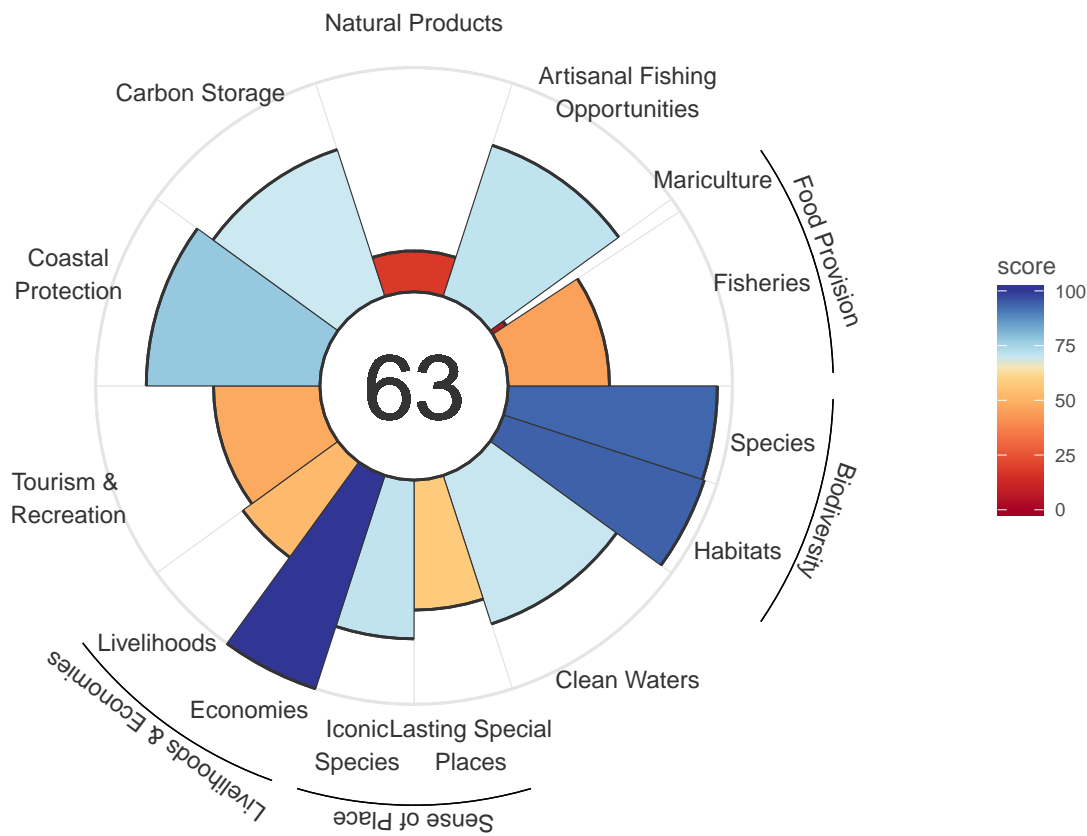 Natural Products
Carbon Storage
Artisanal Fishing
Opportunities
Mariculture
Food Provision
Fisheries
Coastal
Protection
score
100
75
50
25
0
63
Species
Biodiversity
Habitats
Tourism &
Recreation
Livelihoods
Livelihoods & Economies
Economies
Clean Waters
Iconic
Species
Lasting Special
Places
Sense of Place